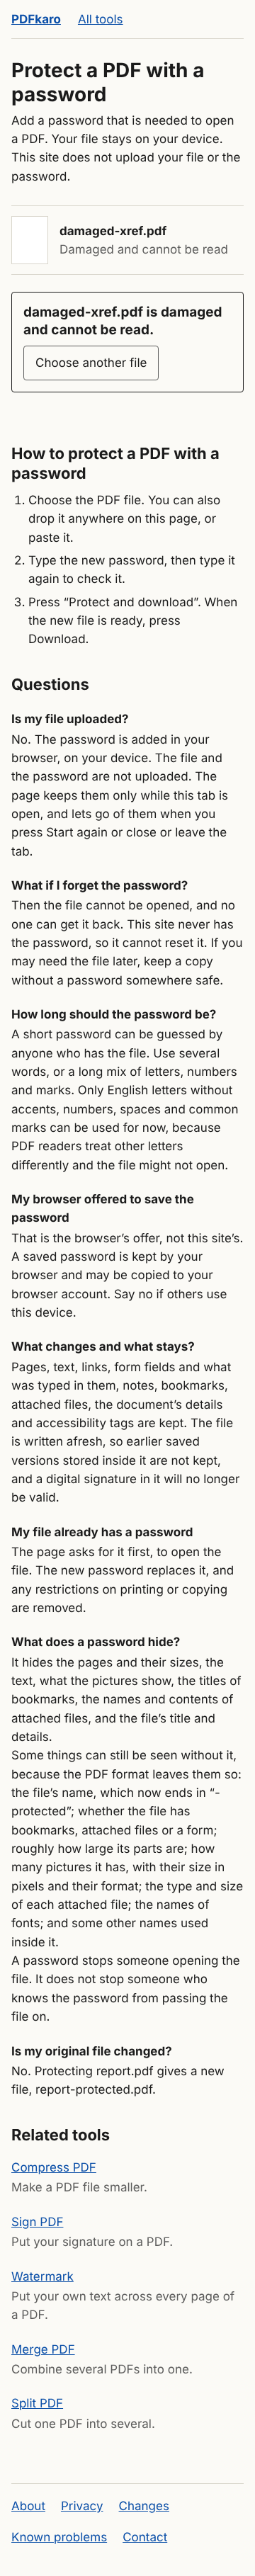 PDFkaro All tools
Protect a PDF with a
password
Add a password that is needed to open
a PDF. Your file stays on your device.
This site does not upload your file or the
password.
damaged-xref.pdf
Damaged and cannot be read
damaged-xref.pdf is damaged
and cannot be read.
Choose another file
How to protect a PDF with a
password
1. Choose the PDF file. You can also
drop it anywhere on this page, or
paste it.
2. Type the new password, then type it
again to check it.
3. Press “Protect and download”. When
the new file is ready, press
Download.
Questions
Is my file uploaded?
No. The password is added in your
browser, on your device. The file and
the password are not uploaded. The
page keeps them only while this tab is
open, and lets go of them when you
press Start again or close or leave the
tab.
What if I forget the password?
Then the file cannot be opened, and no
one can get it back. This site never has
the password, so it cannot reset it. If you
may need the file later, keep a copy
without a password somewhere safe.
How long should the password be?
A short password can be guessed by
anyone who has the file. Use several
words, or a long mix of letters, numbers
and marks. Only English letters without
accents, numbers, spaces and common
marks can be used for now, because
PDF readers treat other letters
differently and the file might not open.
My browser offered to save the
password
That is the browser’s offer, not this site’s.
A saved password is kept by your
browser and may be copied to your
browser account. Say no if others use
this device.
What changes and what stays?
Pages, text, links, form fields and what
was typed in them, notes, bookmarks,
attached files, the document’s details
and accessibility tags are kept. The file
is written afresh, so earlier saved
versions stored inside it are not kept,
and a digital signature in it will no longer
be valid.
My file already has a password
The page asks for it first, to open the
file. The new password replaces it, and
any restrictions on printing or copying
are removed.
What does a password hide?
It hides the pages and their sizes, the
text, what the pictures show, the titles of
bookmarks, the names and contents of
attached files, and the file’s title and
details.
Some things can still be seen without it,
because the PDF format leaves them so:
the file’s name, which now ends in “-
protected”; whether the file has
bookmarks, attached files or a form;
roughly how large its parts are; how
many pictures it has, with their size in
pixels and their format; the type and size
of each attached file; the names of
fonts; and some other names used
inside it.
A password stops someone opening the
file. It does not stop someone who
knows the password from passing the
file on.
Is my original file changed?
No. Protecting report.pdf gives a new
file, report-protected.pdf.
Related tools
Compress PDF
Make a PDF file smaller.
Sign PDF
Put your signature on a PDF.
Watermark
Put your own text across every page of
a PDF.
Merge PDF
Combine several PDFs into one.
Split PDF
Cut one PDF into several.
About Privacy Changes
Known problems Contact